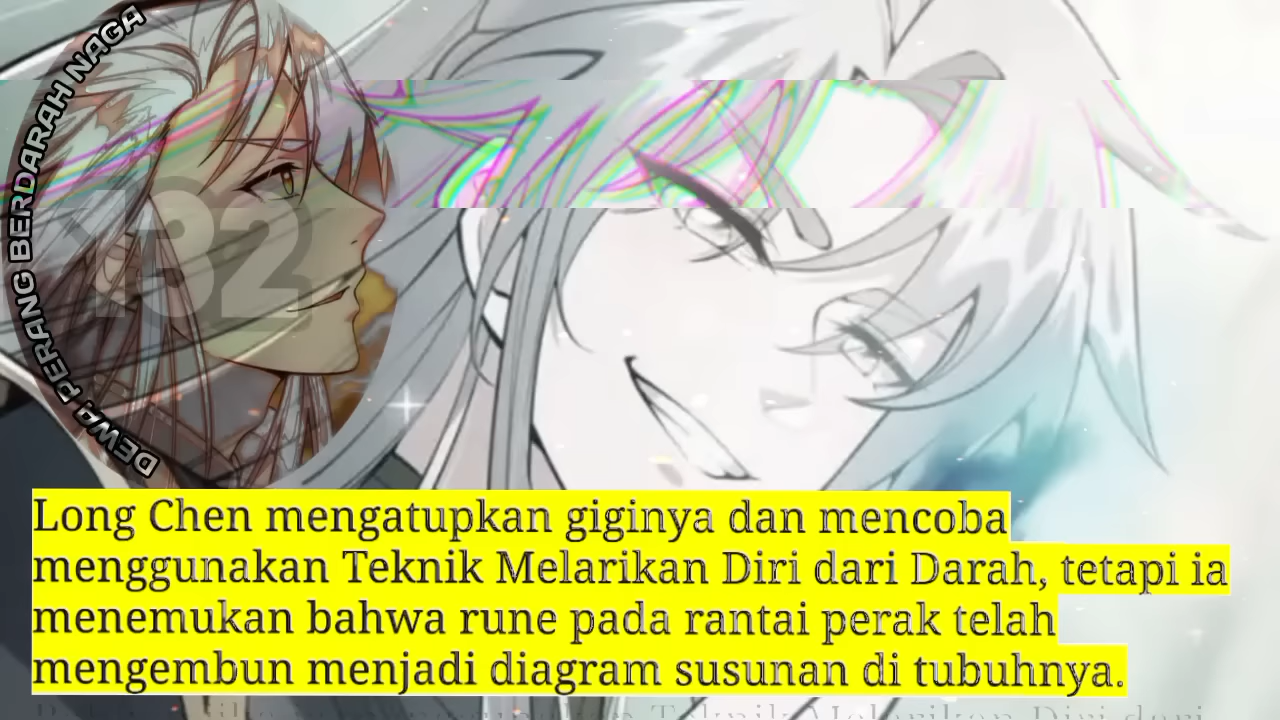 DEWA PERANG BERDARAH NAGA
132
Long Chen mengatupkan giginya dan mencoba
menggunakan Teknik Melarikan Diri dari Darah, tetapi ia
menemukan bahwa rune pada rantai perak telah
mengembun menjadi diagram susunan di tubuhnya.